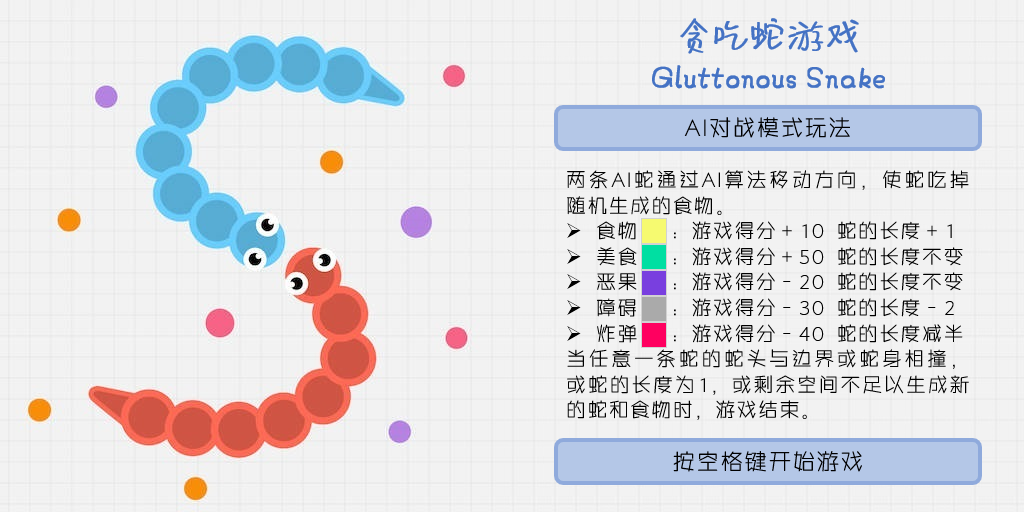 贪吃蛇游戏
Gluttonous Snake
AI对战模式玩法
两条AI蛇通过AI算法移动方向，使蛇吃掉
随机生成的食物。
➢ 食物 ：游戏得分+10 蛇的长度+1
➢ 美食 ：游戏得分+50 蛇的长度不变
➢ 恶果 ：游戏得分-20 蛇的长度不变
➢ 障碍 ：游戏得分-30 蛇的长度-2
➢ 炸弹 ：游戏得分-40 蛇的长度减半
当任意一条蛇的蛇头与边界或蛇身相撞，
或蛇的长度为1，或剩余空间不足以生成新
的蛇和食物时，游戏结束。
按空格键开始游戏